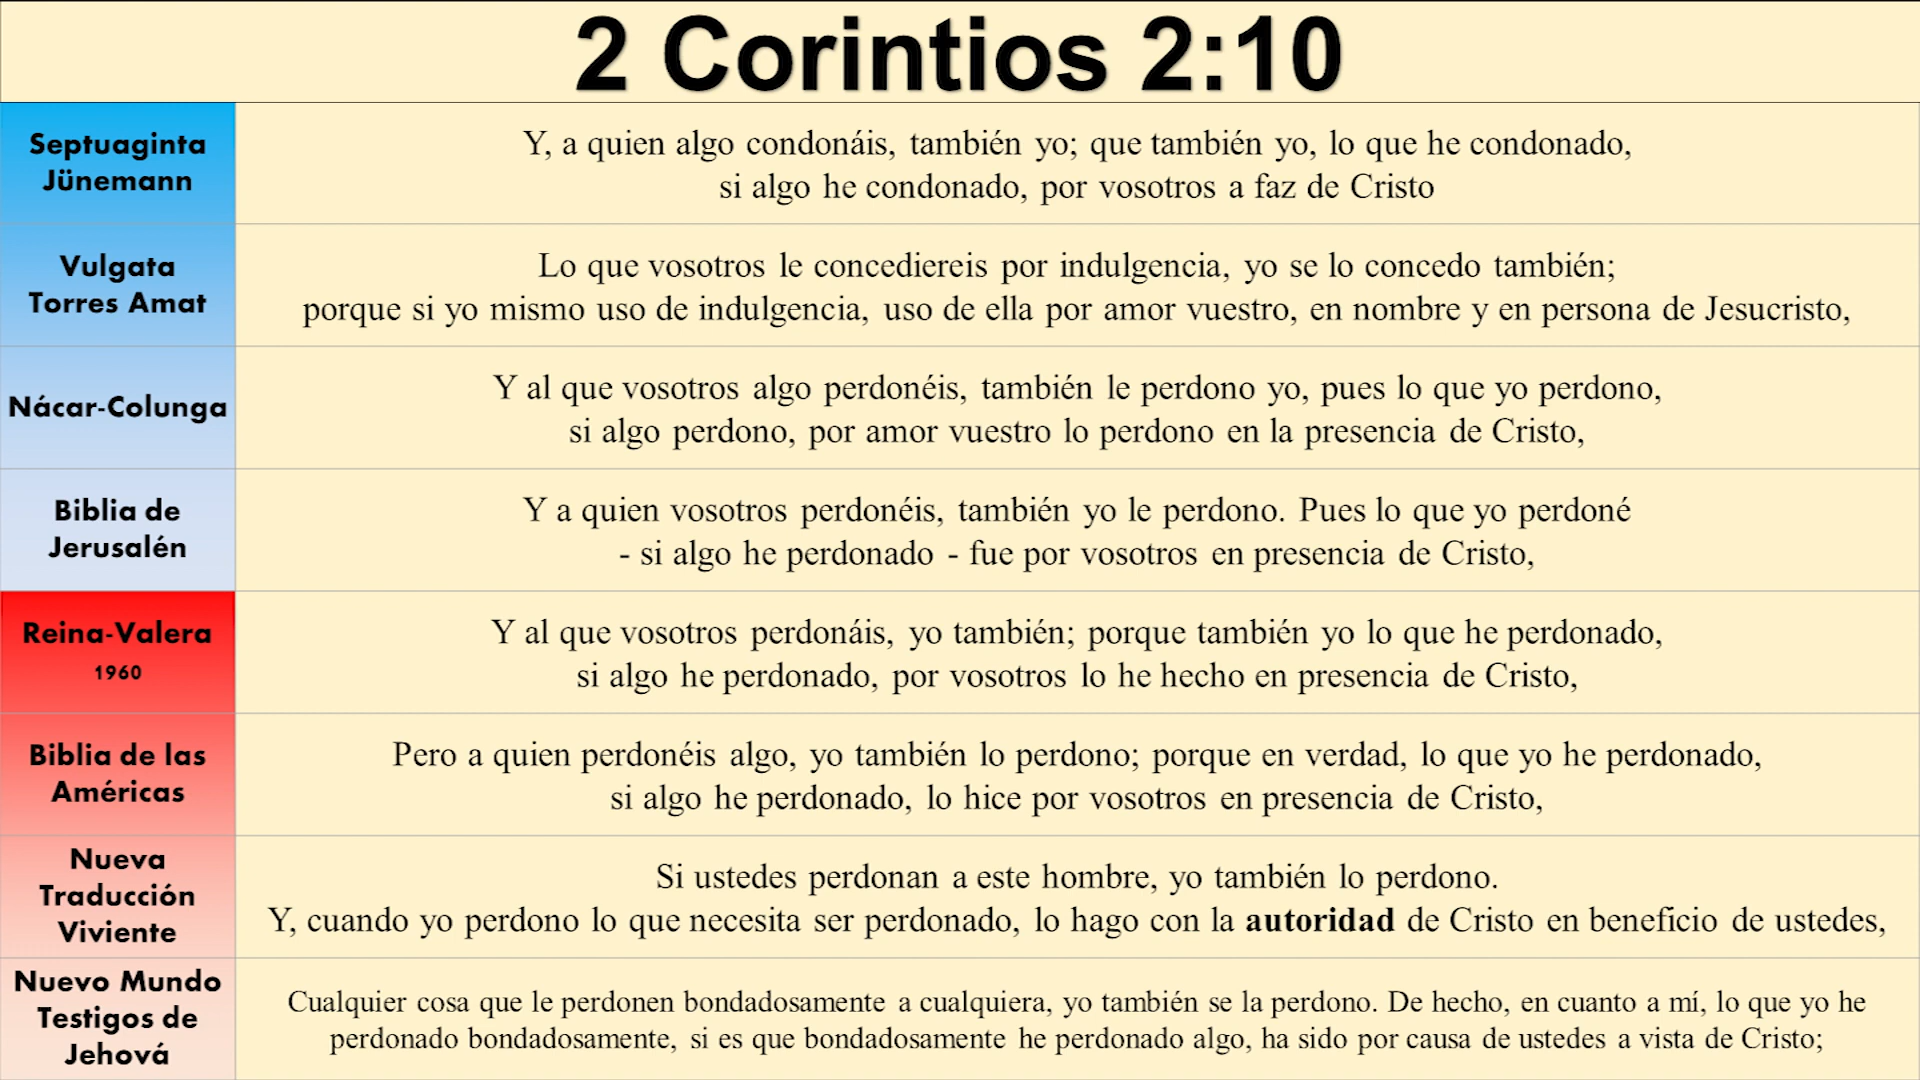 2 Corintios 2:10
Septuaginta
Jünemann
Y, a quien algo condonáis, también yo; que también yo, lo que he condonado,
si algo he condonado, por vosotros a faz de Cristo
Vulgata
Torres Amat
Lo que vosotros le concediereis por indulgencia, yo se lo concedo también;
porque si yo mismo uso de indulgencia, uso de ella por amor vuestro, en nombre y en persona de Jesucristo,
Nácar-Colunga
Y al que vosotros algo perdonéis, también le perdono yo, pues lo que yo perdono,
si algo perdono, por amor vuestro lo perdono en la presencia de Cristo,
Biblia de
Jerusalén
Y a quien vosotros perdonéis, también yo le perdono. Pues lo que yo perdoné
- si algo he perdonado - fue por vosotros en presencia de Cristo,
Reina-Valera
1960
Y al que vosotros perdonáis, yo también; porque también yo lo que he perdonado,
si algo he perdonado, por vosotros lo he hecho en presencia de Cristo,
Biblia de las
Américas
Pero a quien perdonéis algo, yo también lo perdono; porque en verdad, lo que yo he perdonado,
si algo he perdonado, lo hice por vosotros en presencia de Cristo,
Nueva
Traducción
Viviente
Si ustedes perdonan a este hombre, yo también lo perdono.
Y, cuando yo perdono lo que necesita ser perdonado, lo hago con la autoridad de Cristo en beneficio de ustedes,
Nuevo Mundo
Testigos de
Jehová
Cualquier cosa que le perdonen bondadosamente a cualquiera, yo también se la perdono. De hecho, en cuanto a mí, lo que yo he
perdonado bondadosamente, si es que bondadosamente he perdonado algo, ha sido por causa de ustedes a vista de Cristo;